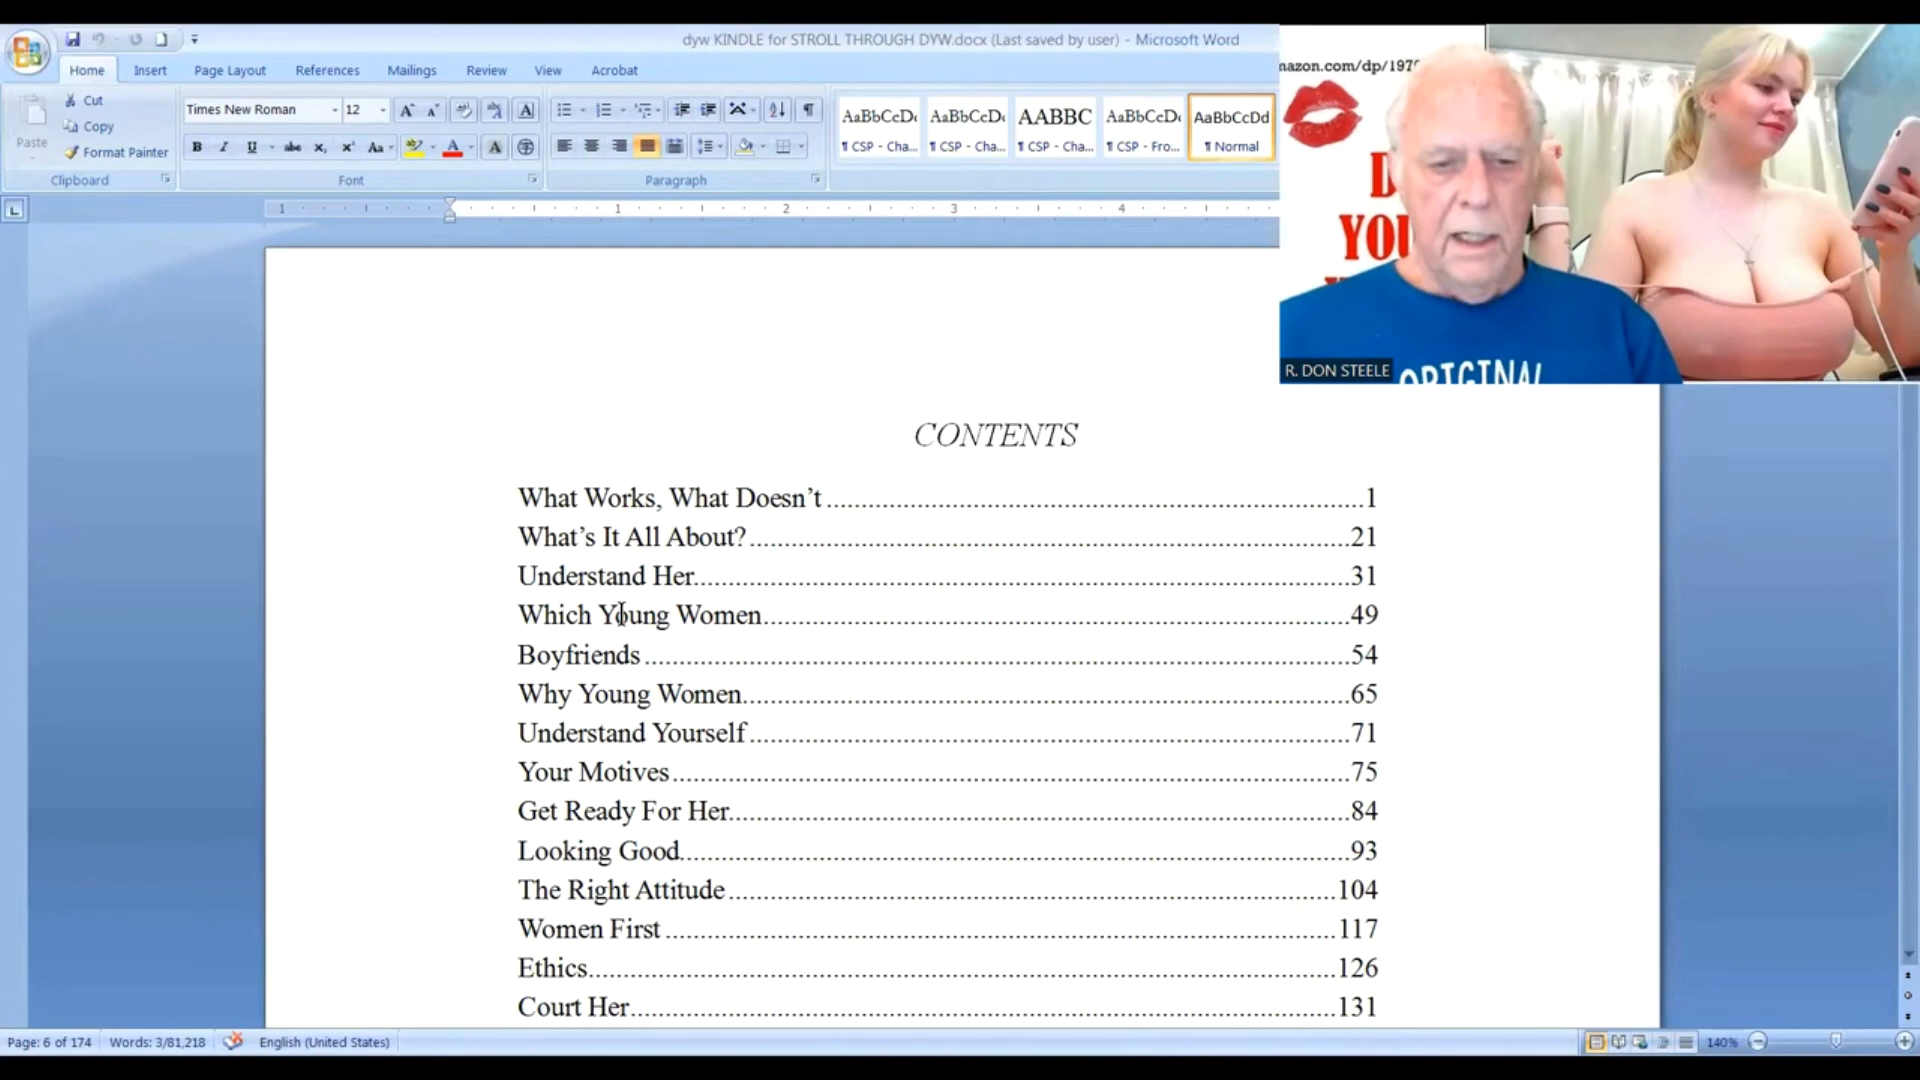 dyw KINDLE for STROLL THROUGH DYW.docx (Last saved by user) - Microsoft Word
Home Insert Page Layout References Mailings Review View Acrobat
Cut
Copy
Format Painter
Paste
Times New Roman 12
AaBbCcDc AaBbCcDc AABBC AaBbCcDc AaBbCcDd
¶ CSP - Cha... ¶ CSP - Cha... ¶ CSP - Cha... ¶ CSP - Fro... ¶ Normal
Clipboard Font Paragraph
1 1 2 3 4
YOU
R. DON STEELE
ORIGINAL
CONTENTS
What Works, What Doesn’t 1
What’s It All About? 21
Understand Her 31
Which Young Women 49
Boyfriends 54
Why Young Women 65
Understand Yourself 71
Your Motives 75
Get Ready For Her 84
Looking Good 93
The Right Attitude 104
Women First 117
Ethics 126
Court Her 131
Page: 6 of 174 Words: 3/81,218 English (United States) 140%